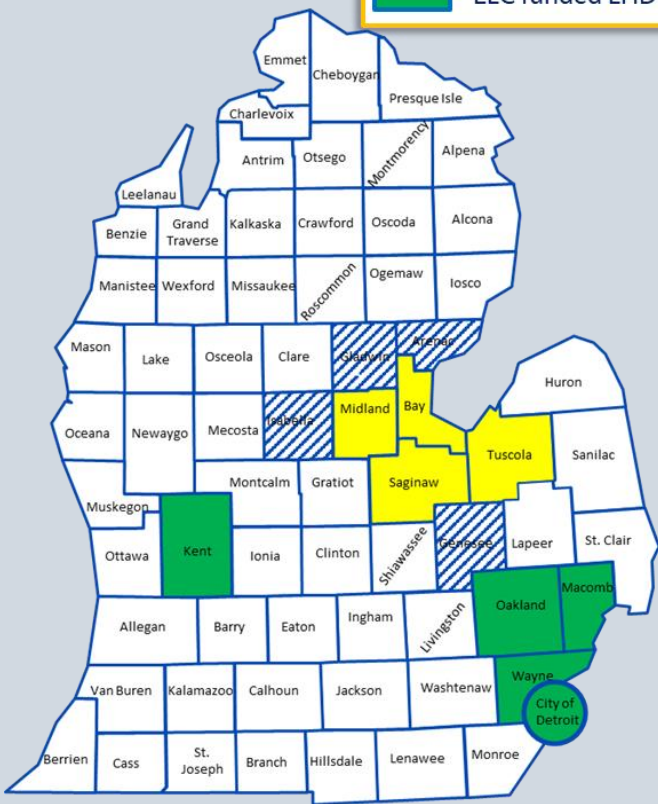 ELC funded LHD
Emmet
Cheboygan
Presque Isle
Charlevoix
Antrim
Otsego
Montmorency
Alpena
Leelanau
Benzie
Grand
Traverse
Kalkaska
Crawford
Oscoda
Alcona
Manistee
Wexford
Missaukee
Roscommon
Ogemaw
Iosco
Mason
Lake
Osceola
Clare
Gladwin
Arenac
Huron
Oceana
Newaygo
Mecosta
Isabella
Midland
Bay
Tuscola
Sanilac
Muskegon
Montcalm
Gratiot
Saginaw
Ottawa
Kent
Ionia
Clinton
Shiawassee
Genesee
Lapeer
St. Clair
Allegan
Barry
Eaton
Ingham
Livingston
Oakland
Macomb
Van Buren
Kalamazoo
Calhoun
Jackson
Washtenaw
Wayne
City of
Detroit
Berrien
Cass
St.
Joseph
Branch
Hillsdale
Lenawee
Monroe